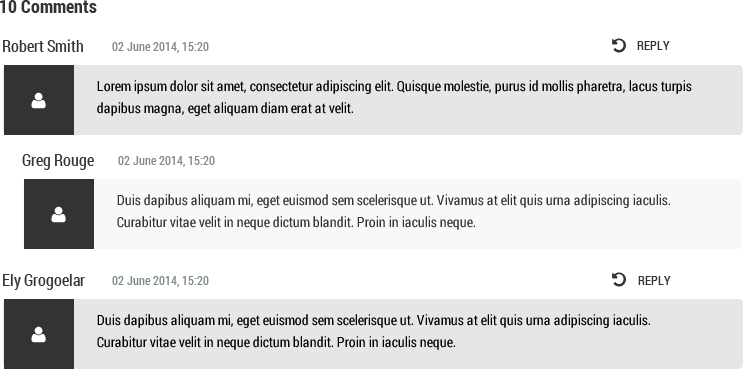 10 Comments
Robert Smith 02 June 2014, 15:20 REPLY
Lorem ipsum dolor sit amet, consectetur adipiscing elit. Quisque molestie, purus id mollis pharetra, lacus turpis
dapibus magna, eget aliquam diam erat at velit.
Greg Rouge 02 June 2014, 15:20
Duis dapibus aliquam mi, eget euismod sem scelerisque ut. Vivamus at elit quis urna adipiscing iaculis.
Curabitur vitae velit in neque dictum blandit. Proin in iaculis neque.
Ely Grogoelar 02 June 2014, 15:20 REPLY
Duis dapibus aliquam mi, eget euismod sem scelerisque ut. Vivamus at elit quis urna adipiscing iaculis.
Curabitur vitae velit in neque dictum blandit. Proin in iaculis neque.